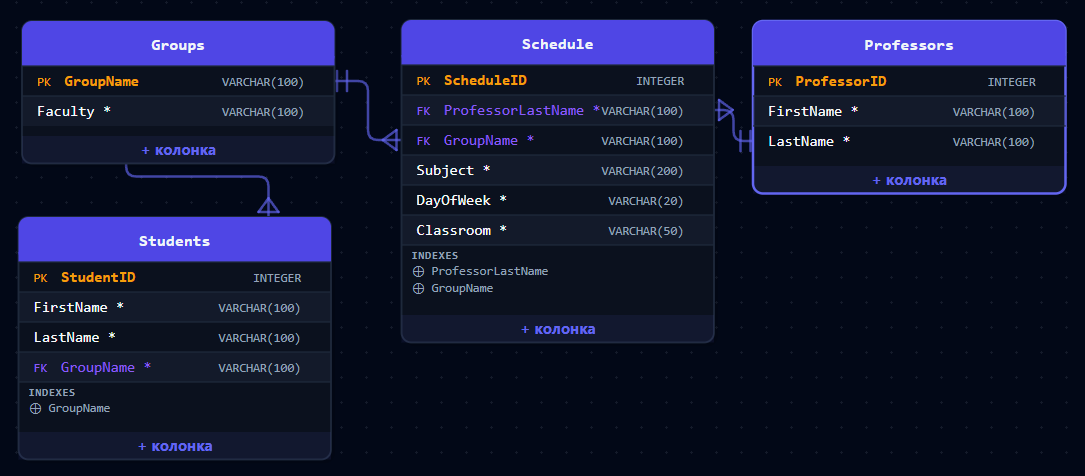 Groups
PK GroupName VARCHAR(100)
Faculty * VARCHAR(100)
+ колонка
Students
PK StudentID INTEGER
FirstName * VARCHAR(100)
LastName * VARCHAR(100)
FK GroupName * VARCHAR(100)
INDEXES
GroupName
+ колонка
Schedule
PK ScheduleID INTEGER
FK ProfessorLastName *VARCHAR(100)
FK GroupName * VARCHAR(100)
Subject * VARCHAR(200)
DayOfWeek * VARCHAR(20)
Classroom * VARCHAR(50)
INDEXES
ProfessorLastName
GroupName
+ колонка
Professors
PK ProfessorID INTEGER
FirstName * VARCHAR(100)
LastName * VARCHAR(100)
+ колонка